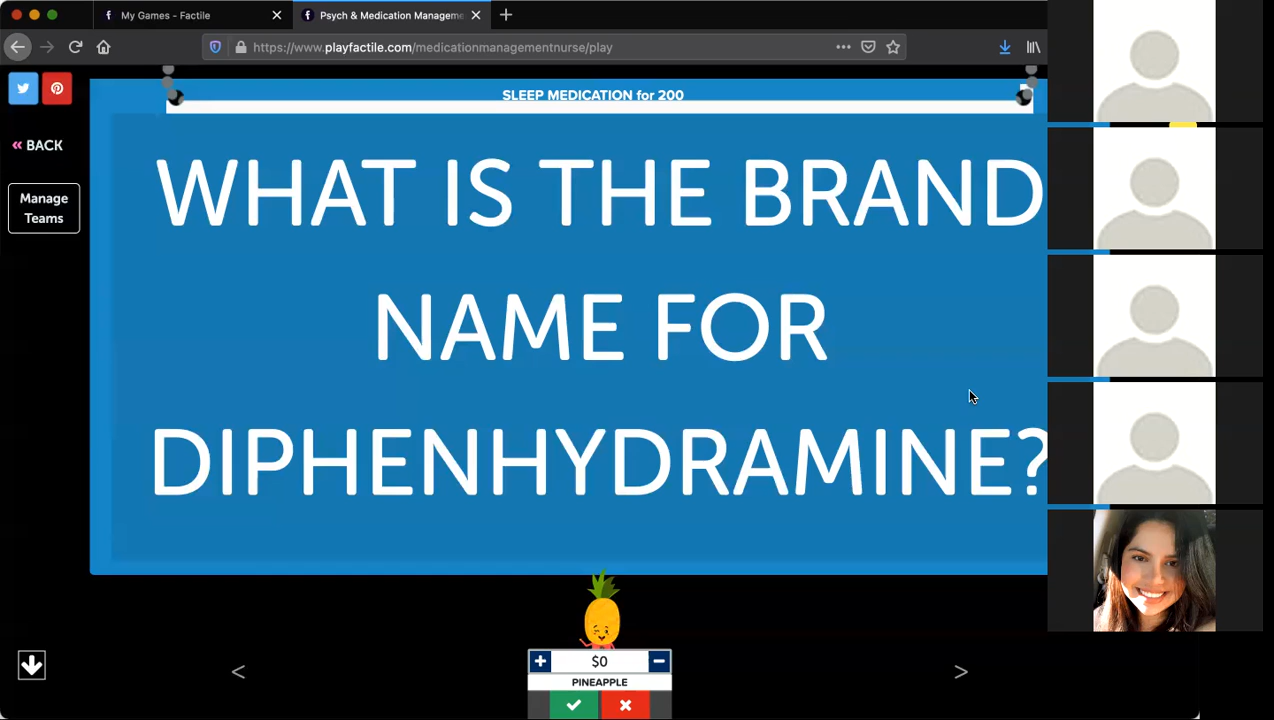 My Games - Factile
Psych & Medication Manageme
https://www.playfactile.com/medicationmanagementnurse/play
SLEEP MEDICATION for 200
« BACK
Manage
Teams
WHAT IS THE BRAND
NAME FOR
DIPHENHYDRAMINE?
$0
PINEAPPLE